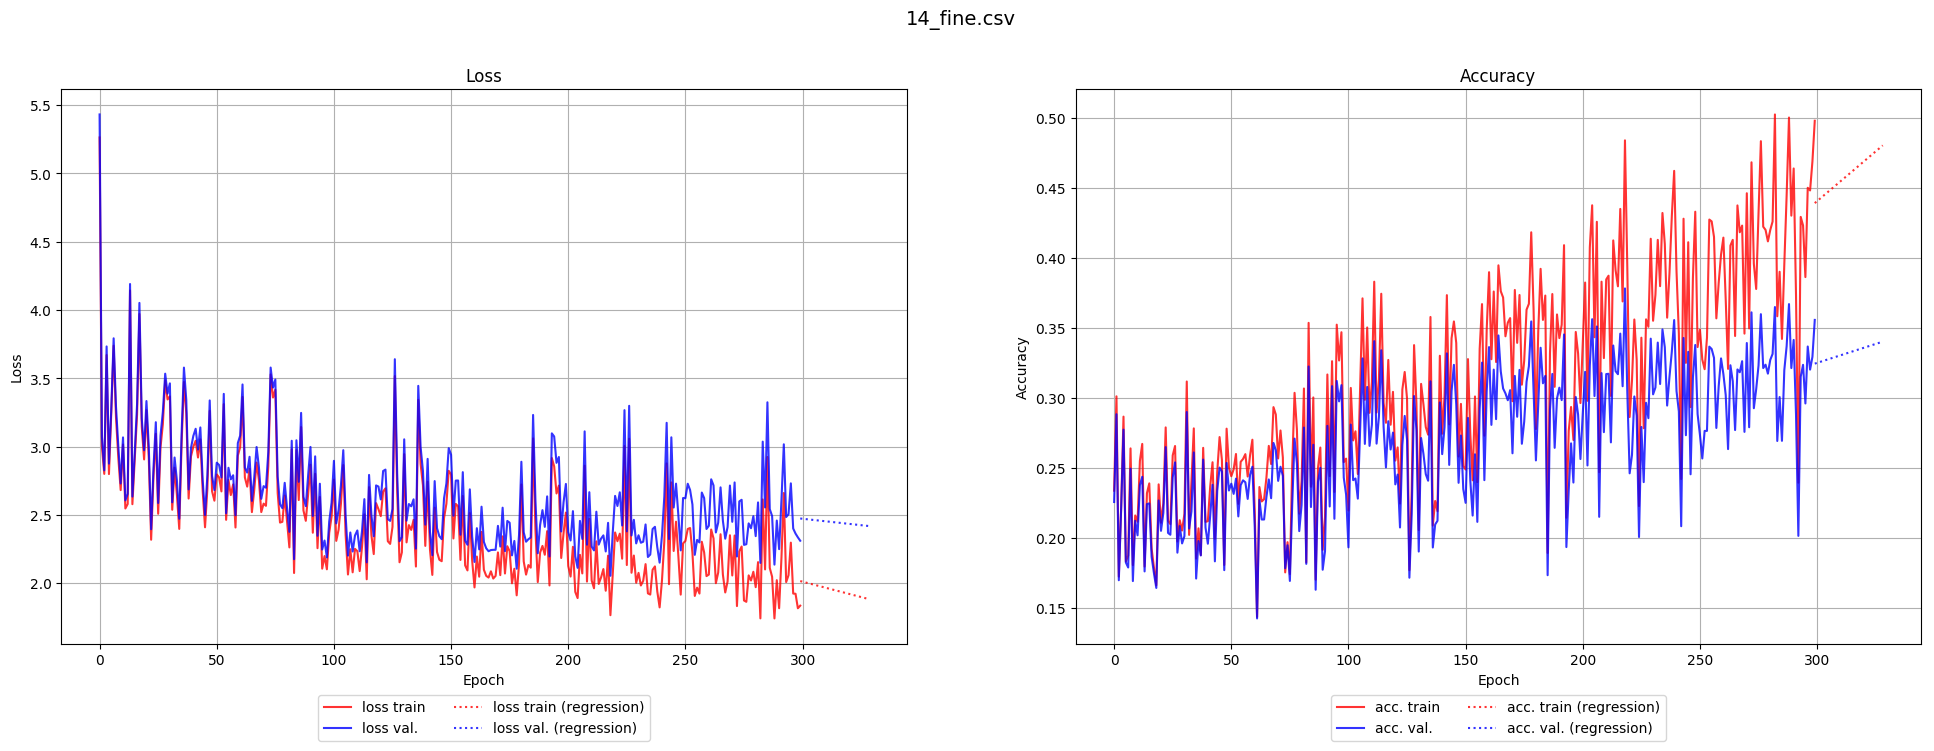 14_fine.csv
Loss
5.5
5.0
4.5
4.0
3.5
3.0
2.5
2.0
Loss
0 50 100 150 200 250 300
Epoch
loss train loss train (regression)
loss val. loss val. (regression)
Accuracy
0.50
0.45
0.40
0.35
0.30
0.25
0.20
0.15
Accuracy
0 50 100 150 200 250 300
Epoch
acc. train acc. train (regression)
acc. val. acc. val. (regression)